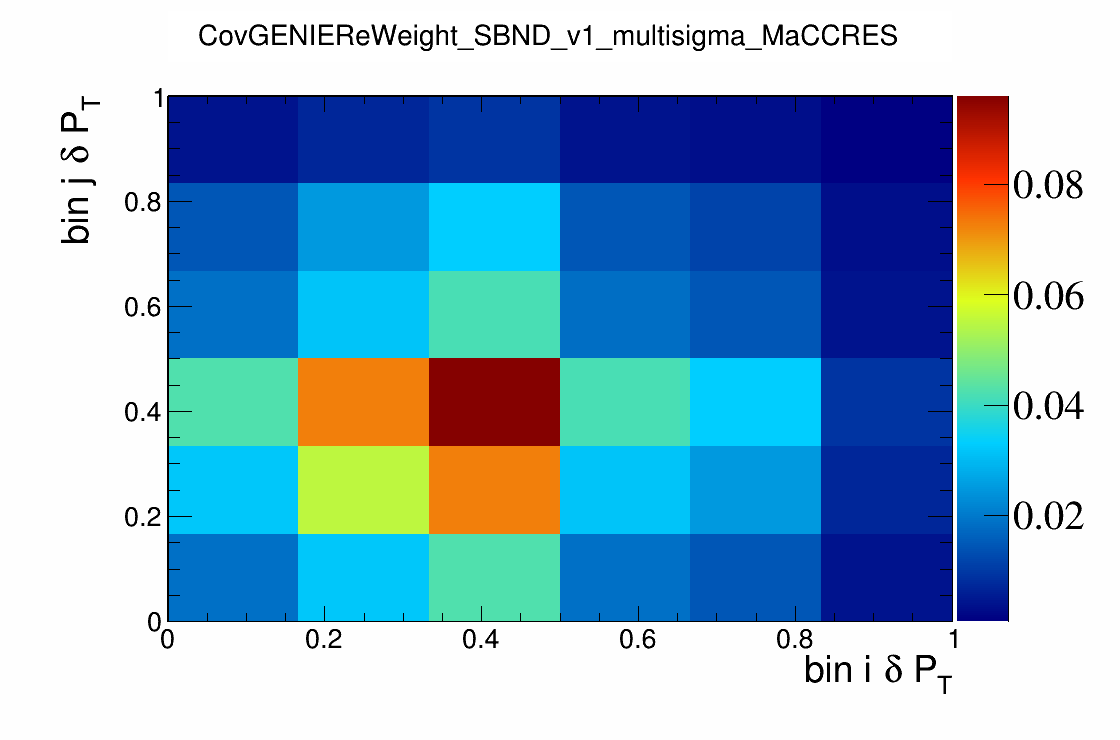 CovGENIEReWeight_SBND_v1_multisigma_MaCCRES
bin j δ P_T
1
0.8
0.6
0.4
0.2
0
0 0.2 0.4 0.6 0.8 1
bin i δ P_T
0.08
0.06
0.04
0.02